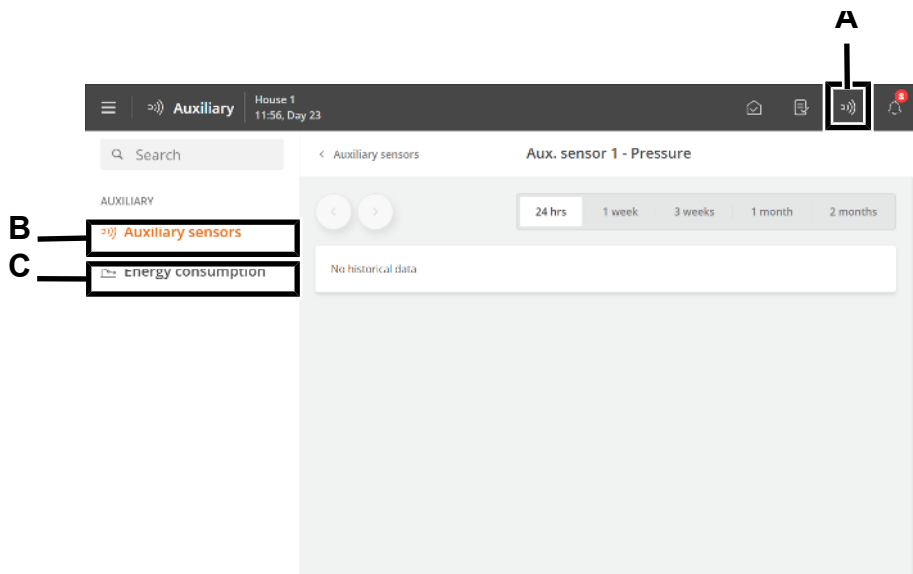 A
Auxiliary
House 1
11:56, Day 23
8
Search
Auxiliary sensors
Aux. sensor 1 - Pressure
AUXILIARY
24 hrs 1 week 3 weeks 1 month 2 months
B
Auxiliary sensors
C
Energy consumption
No historical data